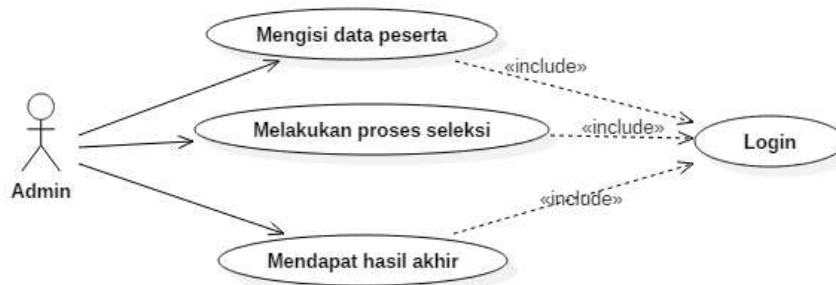 Mengisi data peserta
«include»
Melakukan proses seleksi
«include»
Login
Admin
«include»
Mendapat hasil akhir